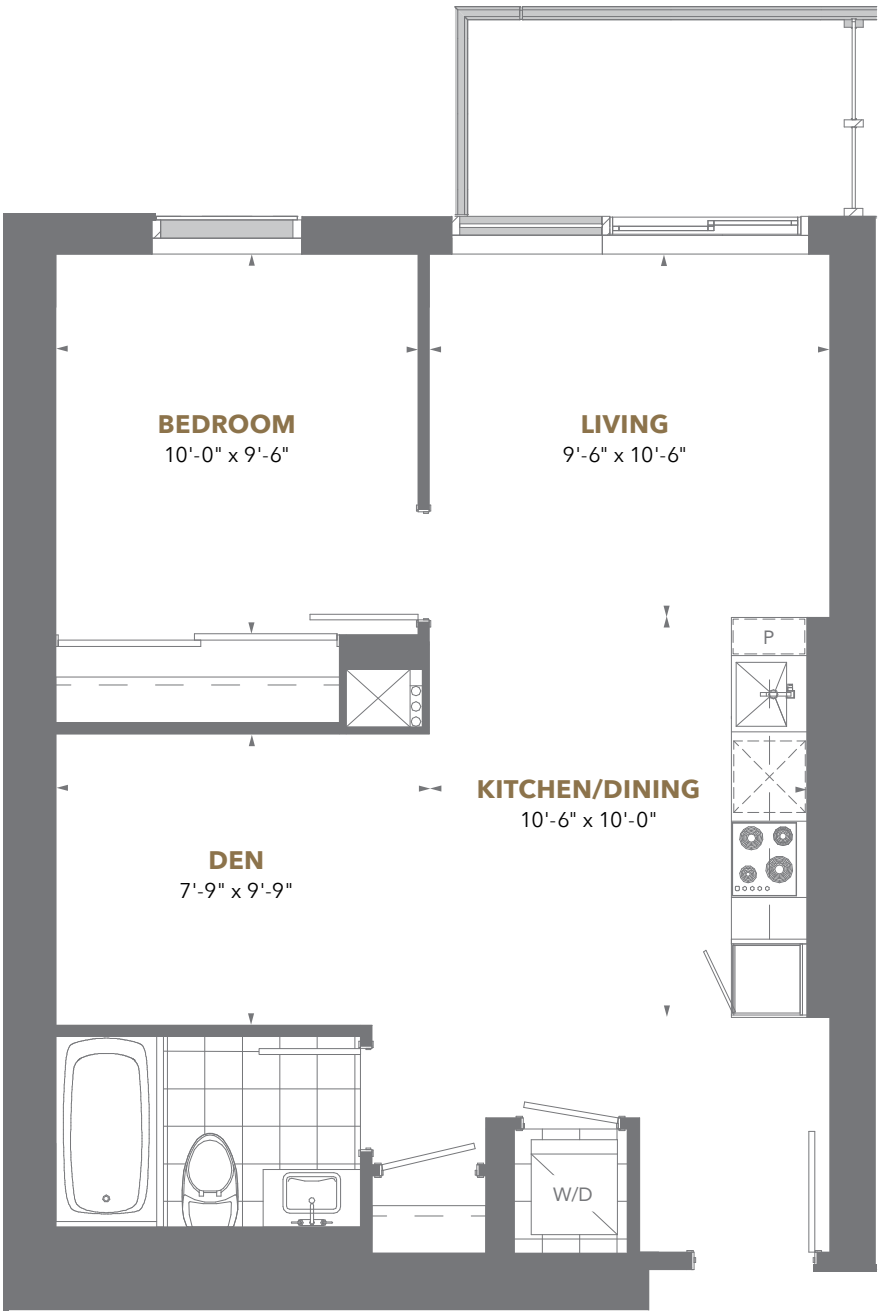 BEDROOM
10'-0" x 9'-6"
LIVING
9'-6" x 10'-6"
P
KITCHEN/DINING
10'-6" x 10'-0"
DEN
7'-9" x 9'-9"
W/D